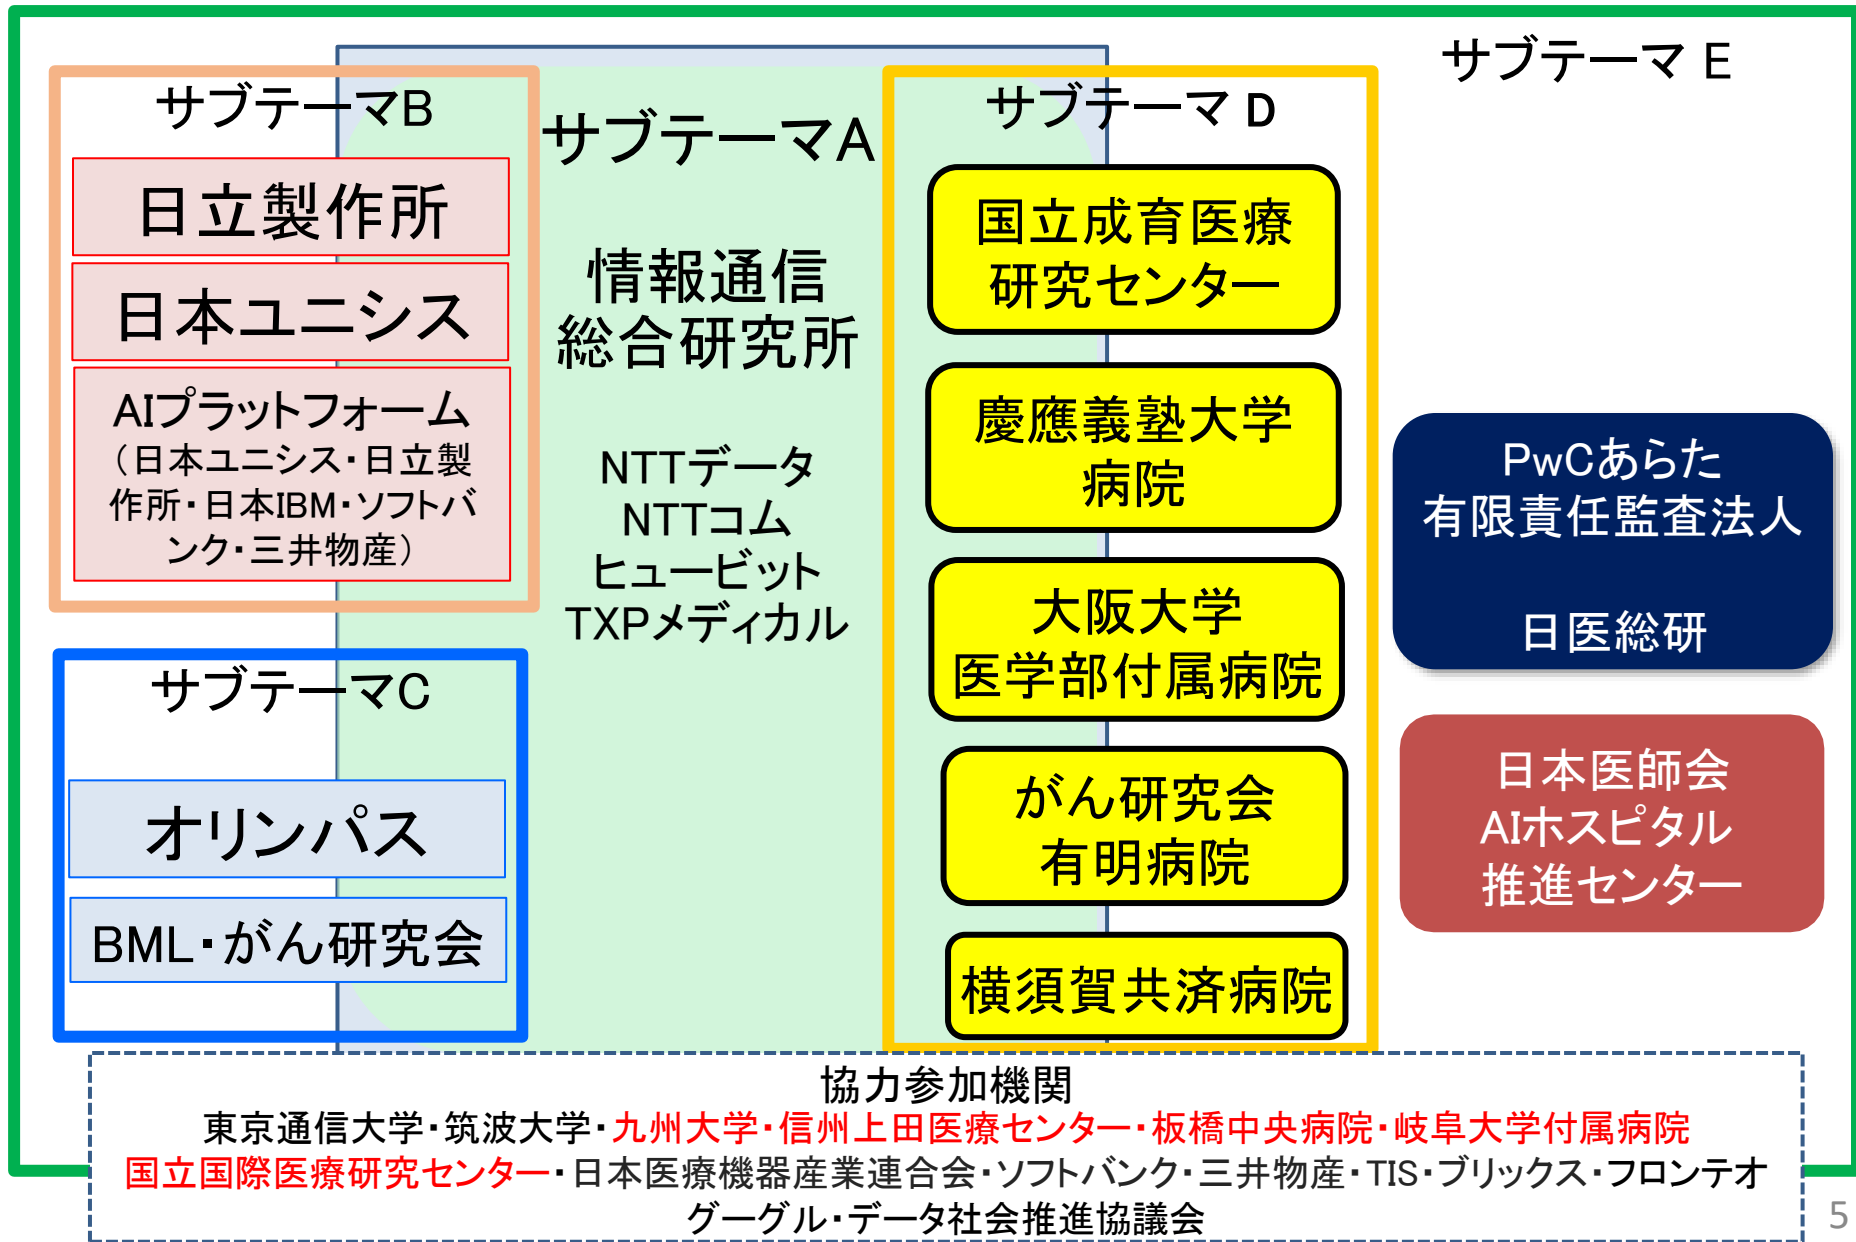 サブテーマB
日立製作所
日本ユニシス
AIプラットフォーム
（日本ユニシス・日立製
作所・日本IBM・ソフトバ
ンク・三井物産）
サブテーマC
オリンパス
BML・がん研究会
サブテーマA
情報通信
総合研究所
NTTデータ
NTTコム
ヒュービット
TXPメディカル
サブテーマ D
国立成育医療
研究センター
慶應義塾大学
病院
大阪大学
医学部付属病院
がん研究会
有明病院
横須賀共済病院
サブテーマ E
PwCあらた
有限責任監査法人
日医総研
日本医師会
AIホスピタル
推進センター
協力参加機関
東京通信大学・筑波大学・九州大学・信州上田医療センター・板橋中央病院・岐阜大学付属病院
国立国際医療研究センター・日本医療機器産業連合会・ソフトバンク・三井物産・TIS・ブリックス・フロンテオ
グーグル・データ社会推進協議会
5